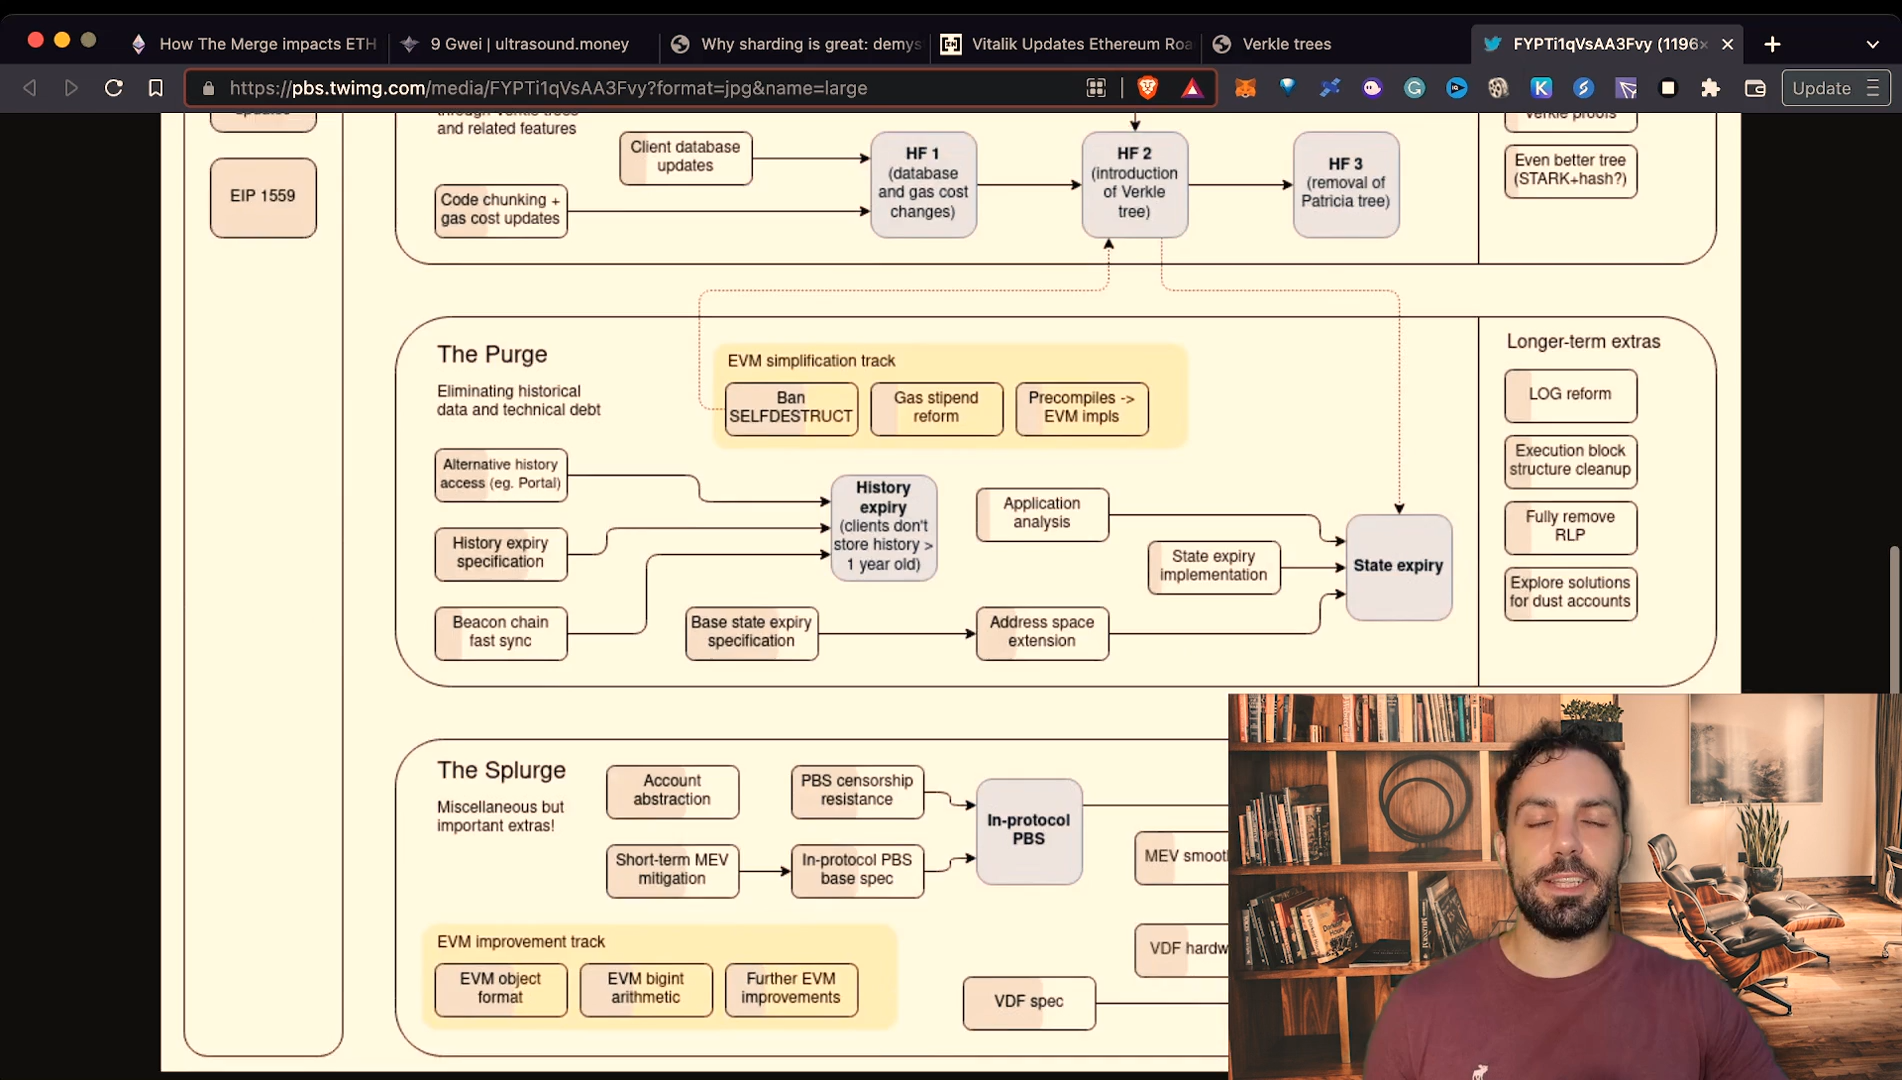 How The Merge impacts ETH
9 Gwei | ultrasound.money
Why sharding is great: demys
Vitalik Updates Ethereum Roa
Verkle trees
FYPTi1qVsAA3Fvy (1196×
https://pbs.twimg.com/media/FYPTi1qVsAA3Fvy?format=jpg&name=large
Update
EIP 1559
and related features
Client database
updates
Code chunking +
gas cost updates
HF 1
(database
and gas cost
changes)
HF 2
(introduction
of Verkle
tree)
HF 3
(removal of
Patricia tree)
Verkle proofs
Even better tree
(STARK+hash?)
The Purge
Eliminating historical
data and technical debt
EVM simplification track
Ban
SELFDESTRUCT
Gas stipend
reform
Precompiles ->
EVM impls
Alternative history
access (eg. Portal)
History expiry
specification
Beacon chain
fast sync
History
expiry
(clients don't
store history >
1 year old)
Base state expiry
specification
Application
analysis
State expiry
implementation
Address space
extension
State expiry
Longer-term extras
LOG reform
Execution block
structure cleanup
Fully remove
RLP
Explore solutions
for dust accounts
The Splurge
Miscellaneous but
important extras!
Account
abstraction
PBS censorship
resistance
Short-term MEV
mitigation
In-protocol PBS
base spec
In-protocol
PBS
MEV smoot
EVM improvement track
EVM object
format
EVM bigint
arithmetic
Further EVM
improvements
VDF hardw
VDF spec